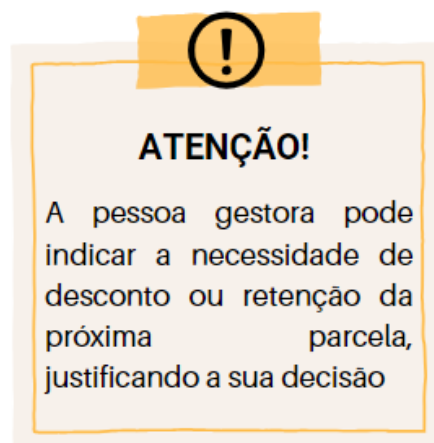 ATENÇÃO!
A pessoa gestora pode
indicar a necessidade de
desconto ou retenção da
próxima parcela,
justificando a sua decisão